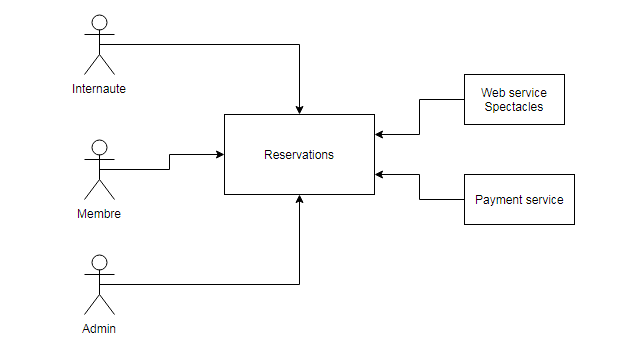 Internaute
Web service
Spectacles
Reservations
Payment service
Membre
Admin